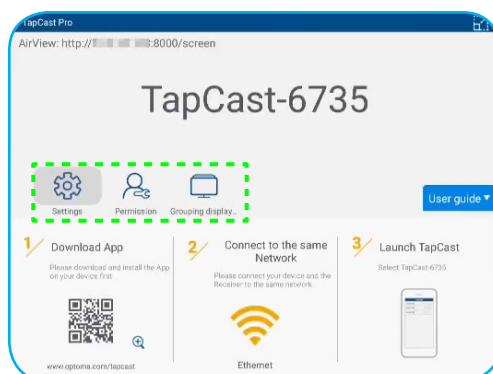 TapCast Pro
AirView: http://:8000/screen
TapCast-6735
Settings
Permission
Grouping display..
User guide
1/ Download App
Please download and install the App
on your device first
www.optoma.com/tapcast
2/ Connect to the same
Network
Please connect your device and the
Receiver to the same network.
Ethernet
3/ Launch TapCast
Select TapCast-6735